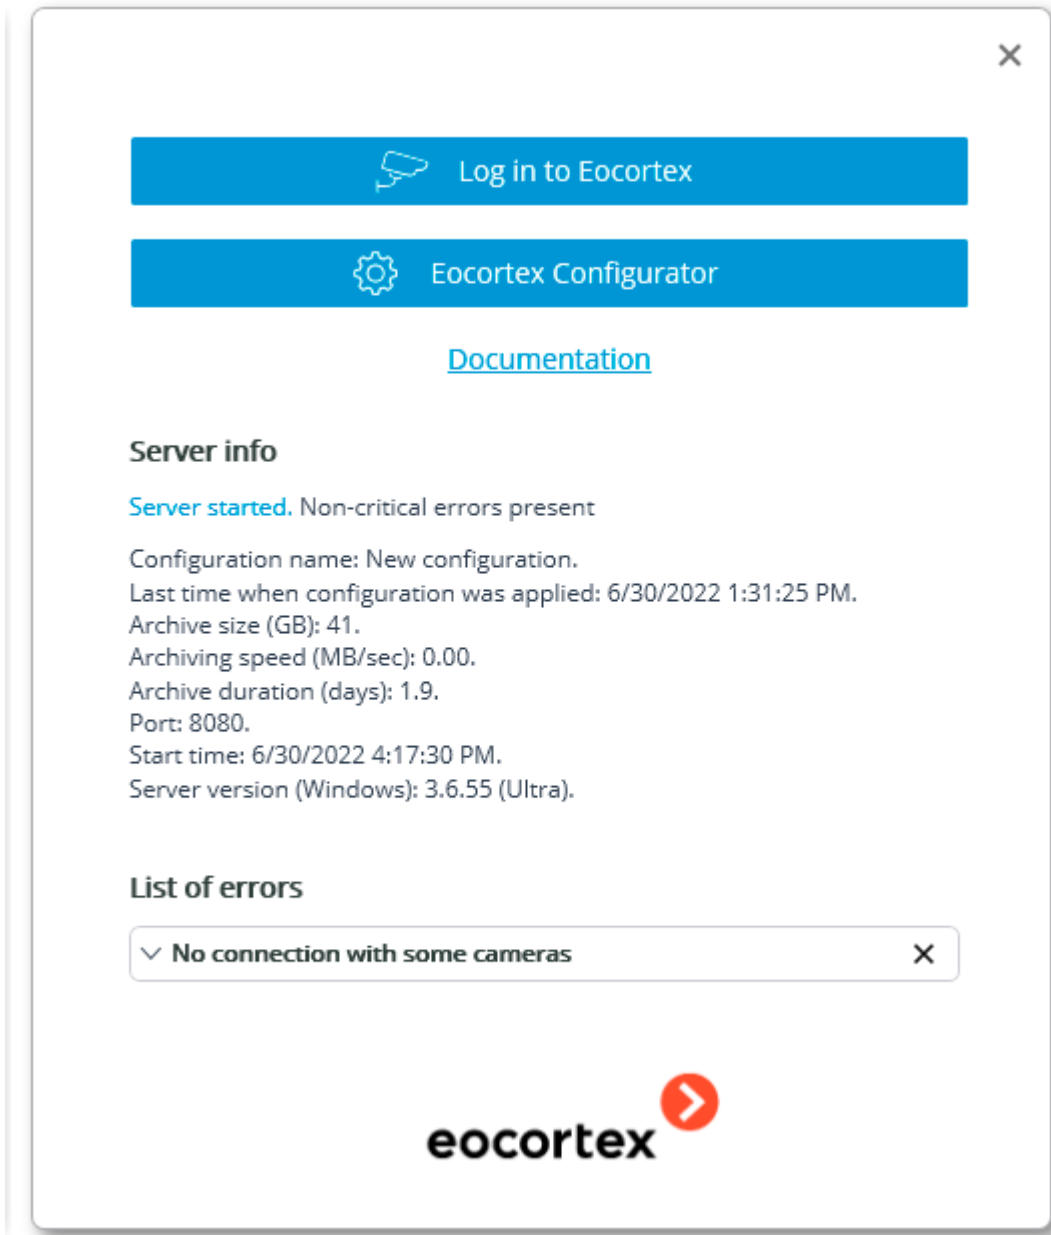 Log in to Eocortex
Eocortex Configurator
Documentation
Server info
Server started. Non-critical errors present
Configuration name: New configuration.
Last time when configuration was applied: 6/30/2022 1:31:25 PM.
Archive size (GB): 41.
Archiving speed (MB/sec): 0.00.
Archive duration (days): 1.9.
Port: 8080.
Start time: 6/30/2022 4:17:30 PM.
Server version (Windows): 3.6.55 (Ultra).
List of errors
No connection with some cameras
eocortex